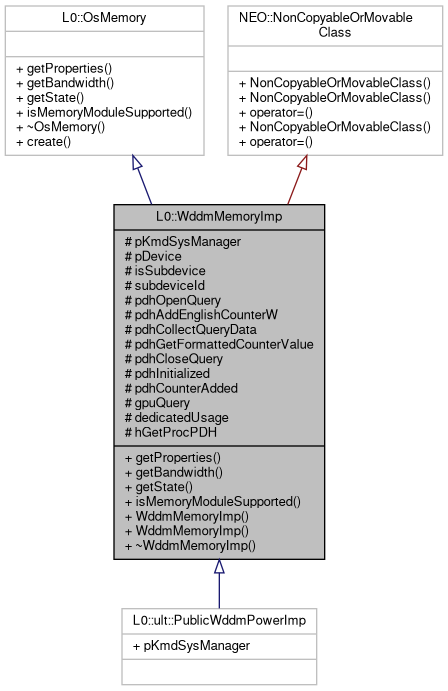 L0::OsMemory
+ getProperties()
+ getBandwidth()
+ getState()
+ isMemoryModuleSupported()
+ ~OsMemory()
+ create()
NEO::NonCopyableOrMovable
Class
+ NonCopyableOrMovableClass()
+ NonCopyableOrMovableClass()
+ operator=()
+ NonCopyableOrMovableClass()
+ operator=()
L0::WddmMemoryImp
# pKmdSysManager
# pDevice
# isSubdevice
# subdeviceId
# pdhOpenQuery
# pdhAddEnglishCounterW
# pdhCollectQueryData
# pdhGetFormattedCounterValue
# pdhCloseQuery
# pdhInitialized
# pdhCounterAdded
# gpuQuery
# dedicatedUsage
# hGetProcPDH
+ getProperties()
+ getBandwidth()
+ getState()
+ isMemoryModuleSupported()
+ WddmMemoryImp()
+ WddmMemoryImp()
+ ~WddmMemoryImp()
L0::ult::PublicWddmPowerImp
+ pKmdSysManager